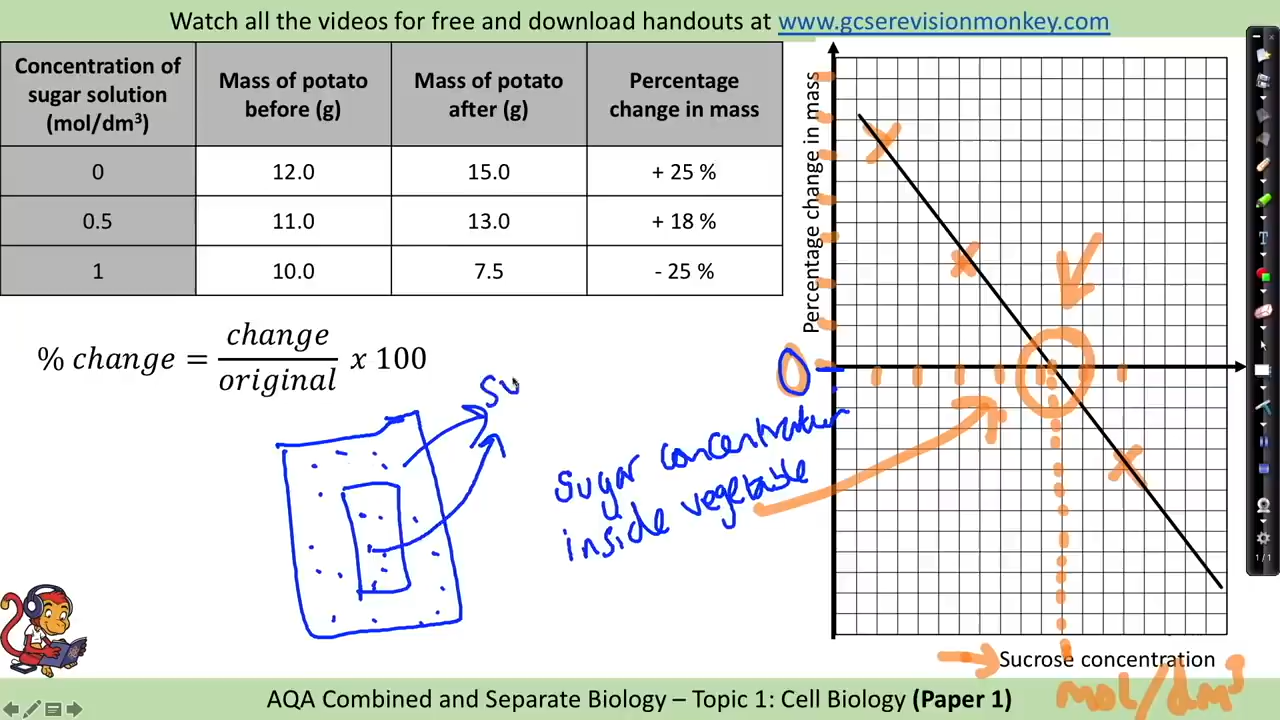 Watch all the videos for free and download handouts at www.gcserevisionmonkey.com
Concentration of sugar solution (mol/dm³) Mass of potato before (g) Mass of potato after (g) Percentage change in mass
0 12.0 15.0 + 25 %
0.5 11.0 13.0 + 18 %
1 10.0 7.5 - 25 %
% change = change/original x 100
Su
Sugar concentration
inside vegetable
Percentage change in mass
0
Sucrose concentration
mol/dm³
1/1
AQA Combined and Separate Biology – Topic 1: Cell Biology (Paper 1)